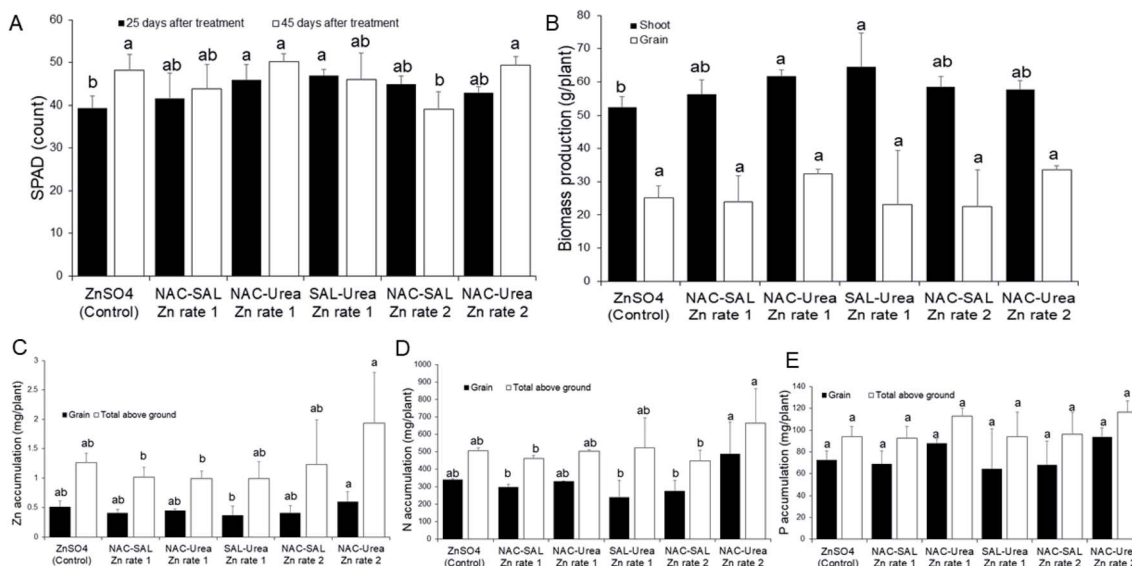 A
25 days after treatment
45 days after treatment
SPAD (count)
60
50
40
30
20
10
0
b a ab ab a a a a ab b ab a
ZnSO4 (Control)
NAC-SAL Zn rate 1
NAC-Urea Zn rate 1
SAL-Urea Zn rate 1
NAC-SAL Zn rate 2
NAC-Urea Zn rate 2
B
Shoot
Grain
Biomass production (g/plant)
80
70
60
50
40
30
20
10
0
b a ab a a a a a ab a ab a
ZnSO4 (Control)
NAC-SAL Zn rate 1
NAC-Urea Zn rate 1
SAL-Urea Zn rate 1
NAC-SAL Zn rate 2
NAC-Urea Zn rate 2
C
Grain
Total above ground
Zn accumulation (mg/plant)
3
2.5
2
1.5
1
0.5
0
ab ab ab b ab b b ab ab ab a a
ZnSO4 (Control)
NAC-SAL Zn rate 1
NAC-Urea Zn rate 1
SAL-Urea Zn rate 1
NAC-SAL Zn rate 2
NAC-Urea Zn rate 2
D
Grain
Total above ground
N accumulation (mg/plant)
1000
900
800
700
600
500
400
300
200
100
0
ab ab b b ab ab b ab b b a a
ZnSO4 (Control)
NAC-SAL Zn rate 1
NAC-Urea Zn rate 1
SAL-Urea Zn rate 1
NAC-SAL Zn rate 2
NAC-Urea Zn rate 2
E
Grain
Total above ground
P accumulation (mg/plant)
140
120
100
80
60
40
20
0
a a a a a a a a a a a a
ZnSO4 (Control)
NAC-SAL Zn rate 1
NAC-Urea Zn rate 1
SAL-Urea Zn rate 1
NAC-SAL Zn rate 2
NAC-Urea Zn rate 2